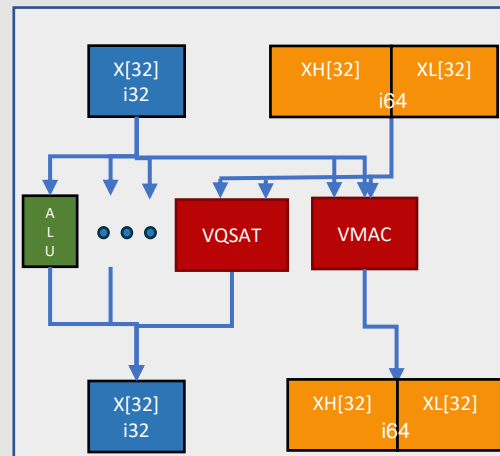 X[32]
i32
XH[32] XL[32]
i64
A
L
U
VQSAT
VMAC
X[32]
i32
XH[32] XL[32]
i64